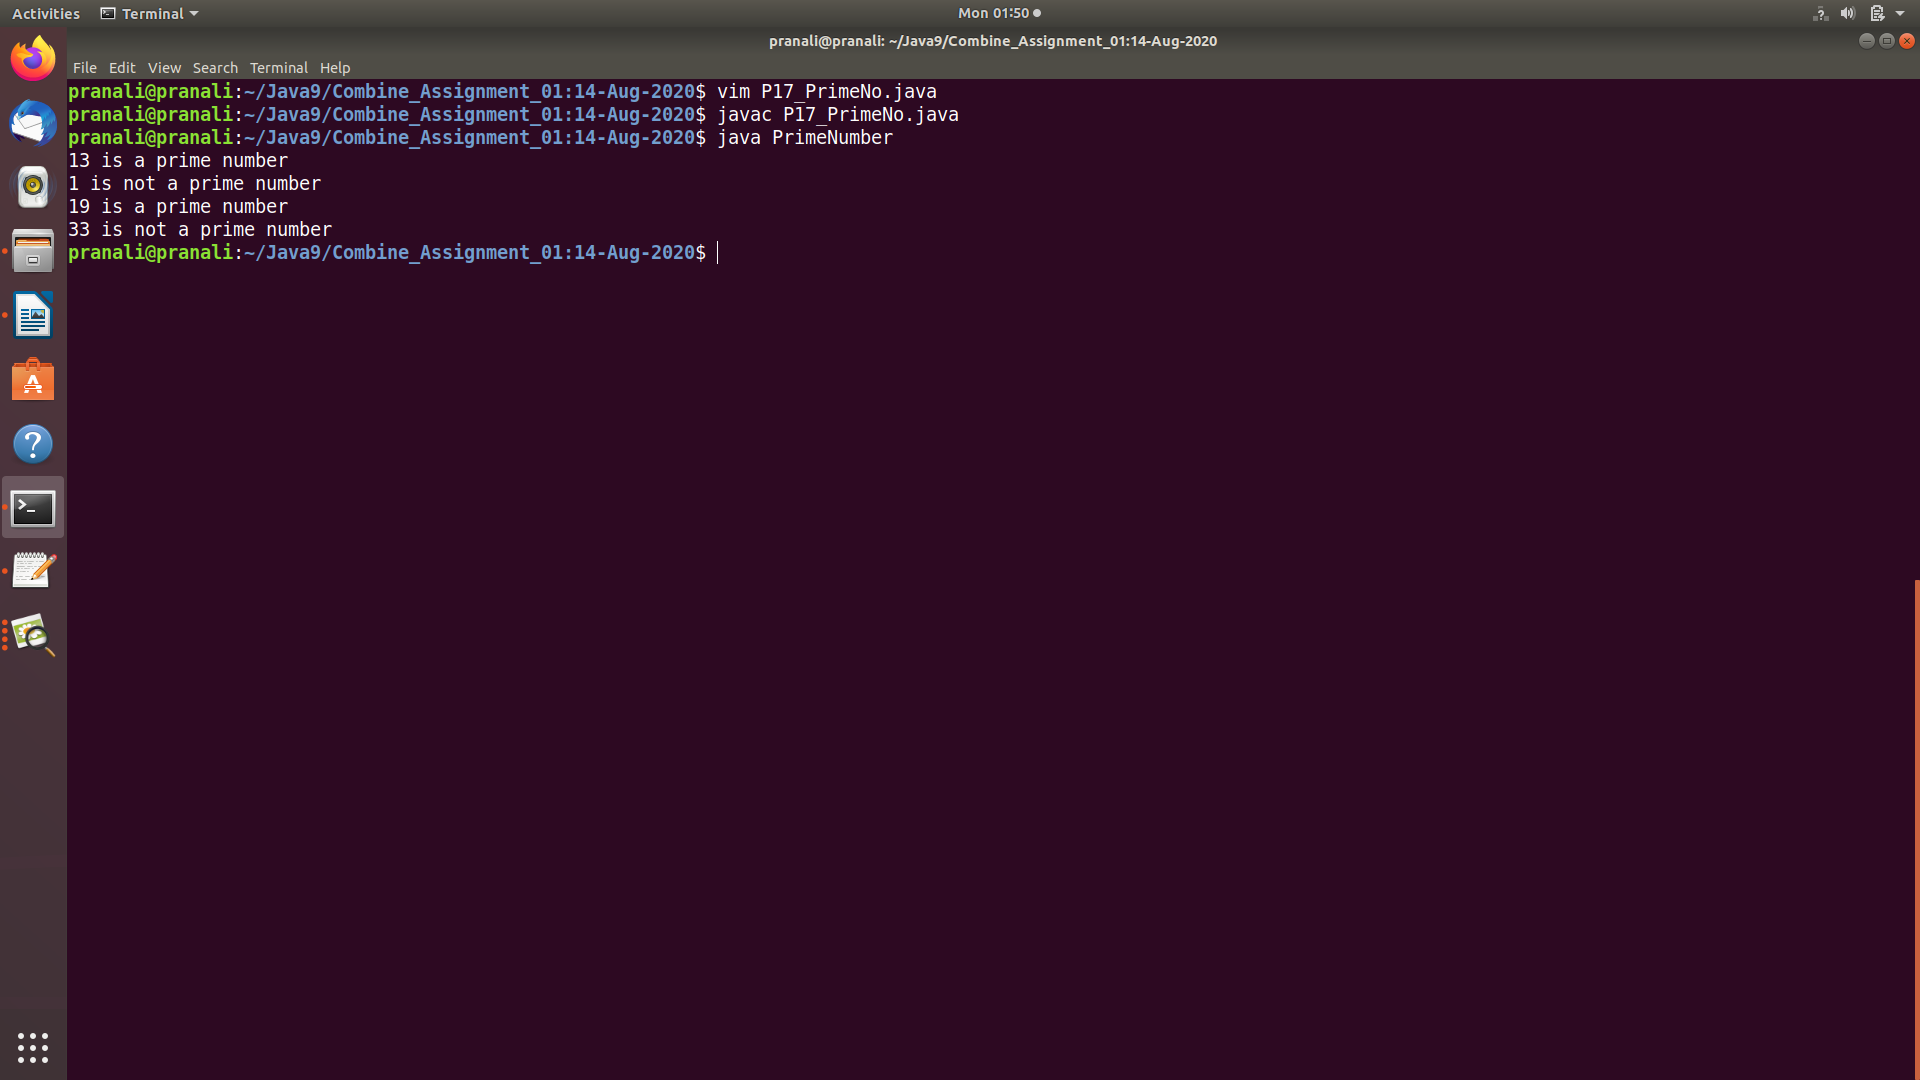 Activities Terminal Mon 01:50
pranali@pranali: ~/Java9/Combine_Assignment_01:14-Aug-2020
File Edit View Search Terminal Help
pranali@pranali:~/Java9/Combine_Assignment_01:14-Aug-2020$ vim P17_PrimeNo.java
pranali@pranali:~/Java9/Combine_Assignment_01:14-Aug-2020$ javac P17_PrimeNo.java
pranali@pranali:~/Java9/Combine_Assignment_01:14-Aug-2020$ java PrimeNumber
13 is a prime number
1 is not a prime number
19 is a prime number
33 is not a prime number
pranali@pranali:~/Java9/Combine_Assignment_01:14-Aug-2020$